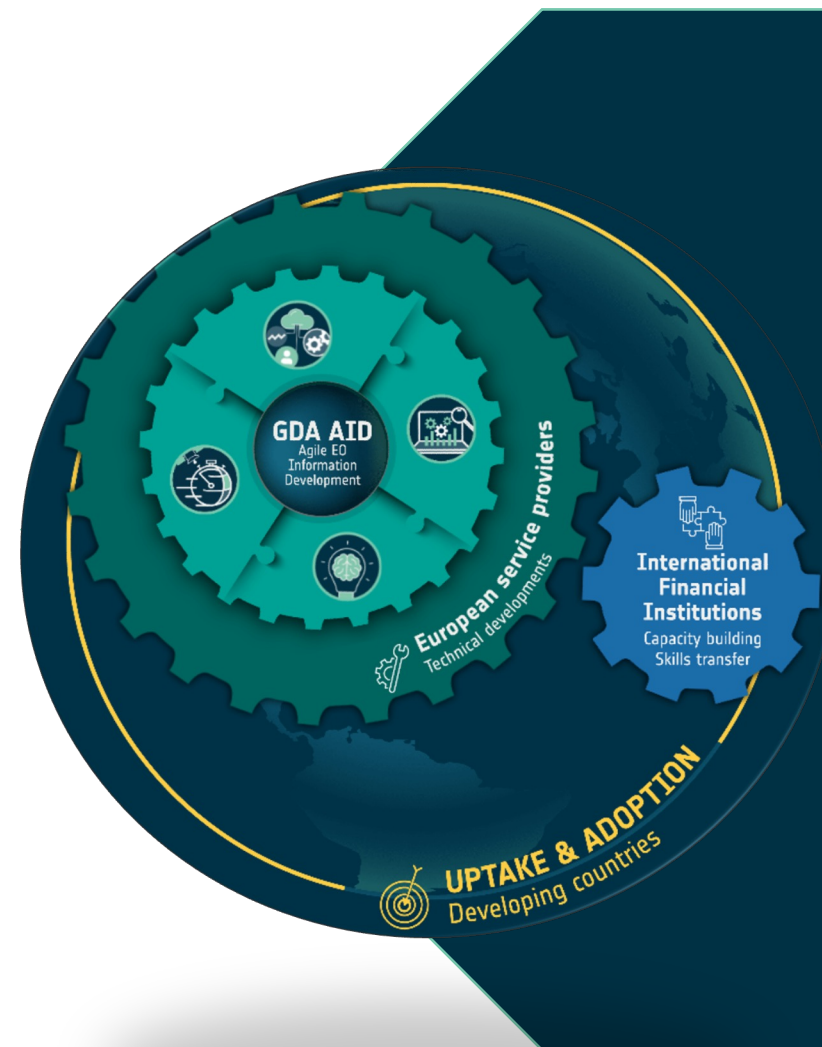 GDA AID
Agile EO
Information
Development
European service providers
Technical developments
International
Financial
Institutions
Capacity building
Skills transfer
UPTAKE & ADOPTION
Developing countries